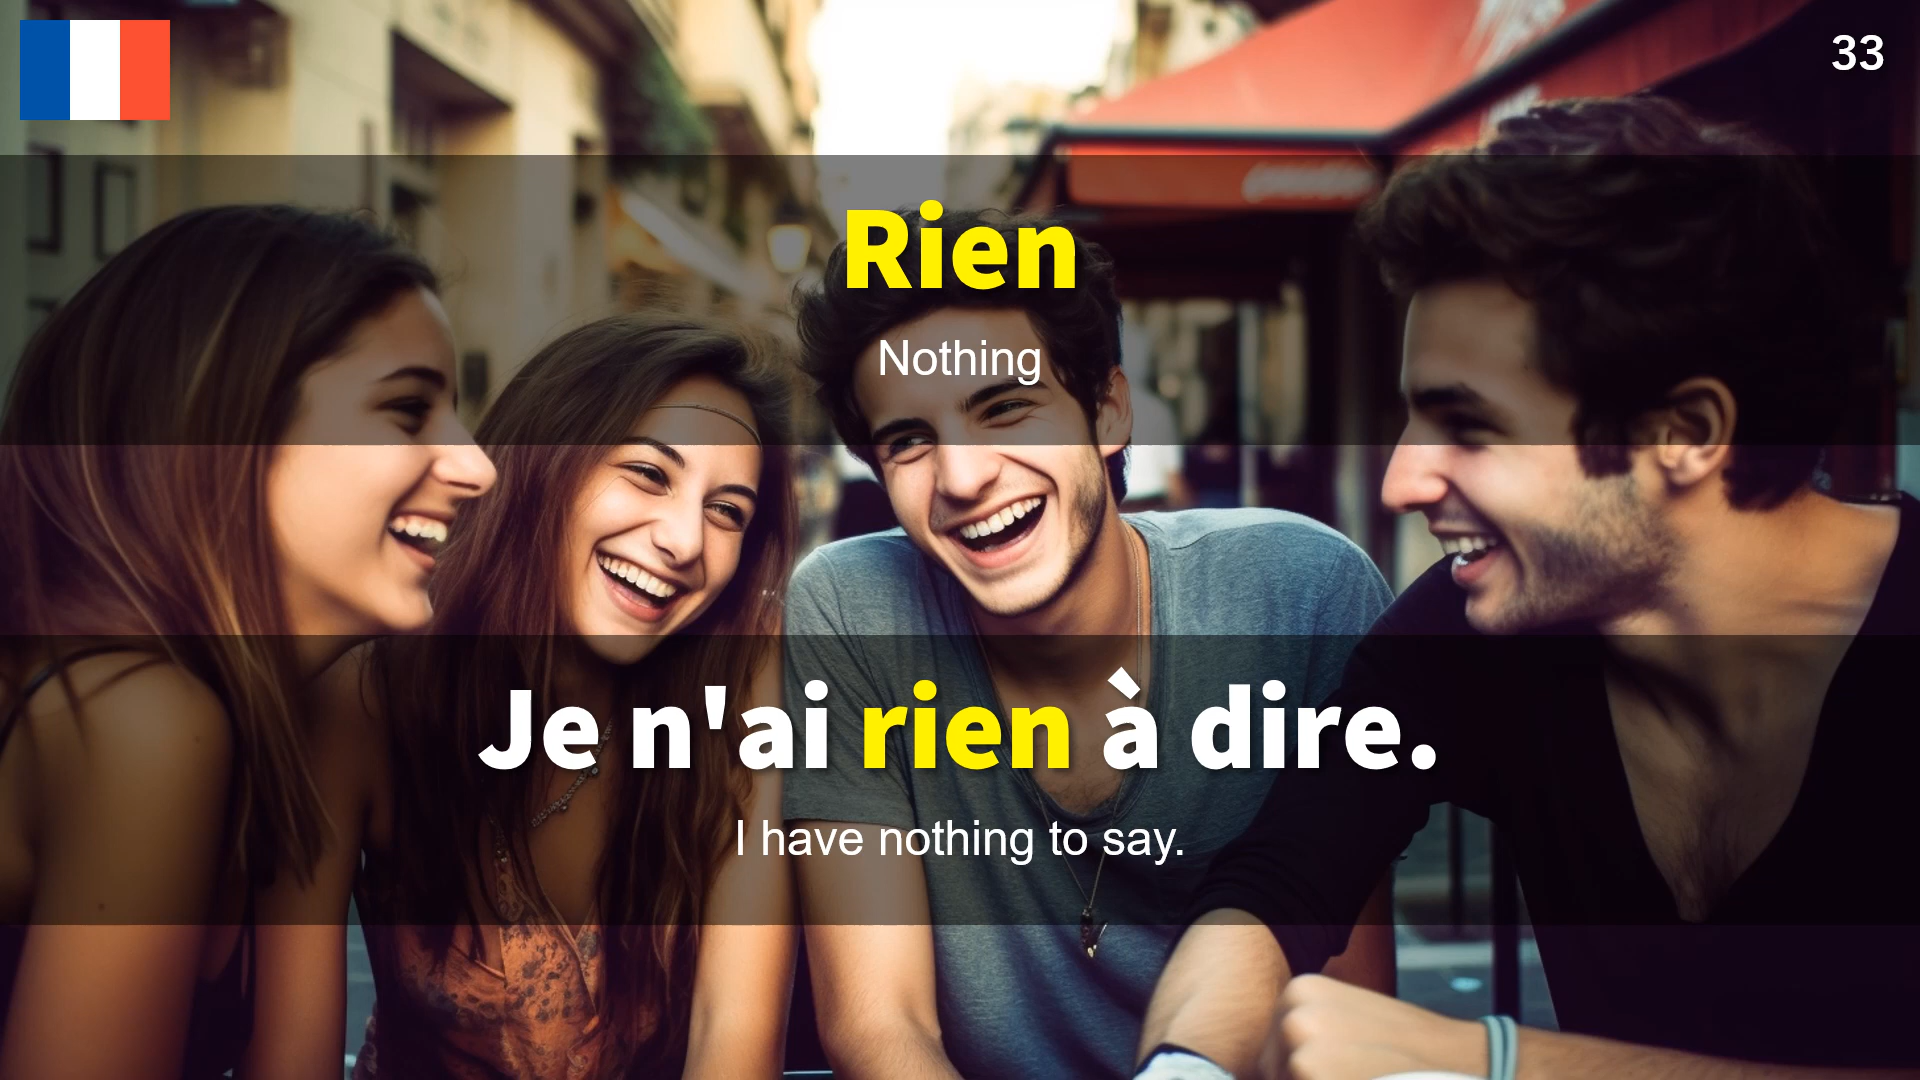 33
Rien
Nothing
Je n'ai rien à dire.
I have nothing to say.